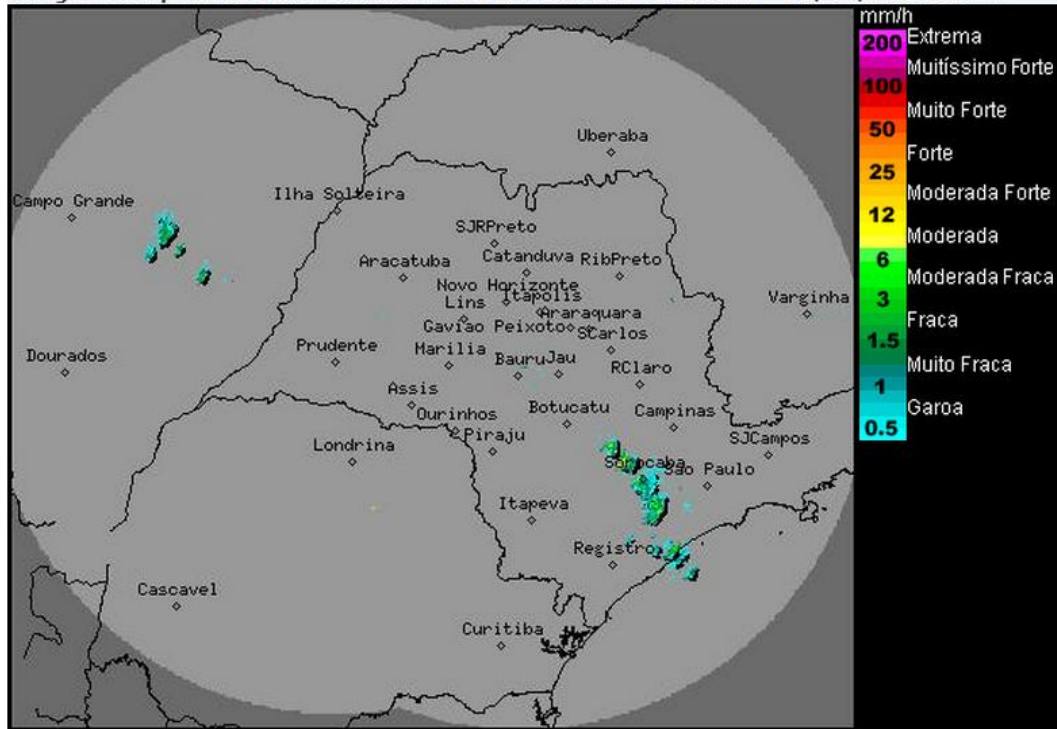 mm/h
200
Extrema
Muitíssimo Forte
100
Muito Forte
50
Forte
25
Moderada Forte
12
Moderada
6
Moderada Fraca
3
Fraca
1.5
Muito Fraca
1
Garoa
0.5
Uberaba
Campo Grande
Ilha Solteira
SJRPreto
Catanduva
RibPreto
Aracatuba
Novo Horizonte
Itapolis
Lins
Araraquara
Gaviao Peixoto
SCarlos
Varginha
Prudente
Marilia
Bauru
Jau
RClaro
Dourados
Assis
Ourinhos
Botucatu
Campinas
Piraju
SJCampos
Londrina
Sorocaba
Sao Paulo
Itapeva
Registro
Cascavel
Curitiba